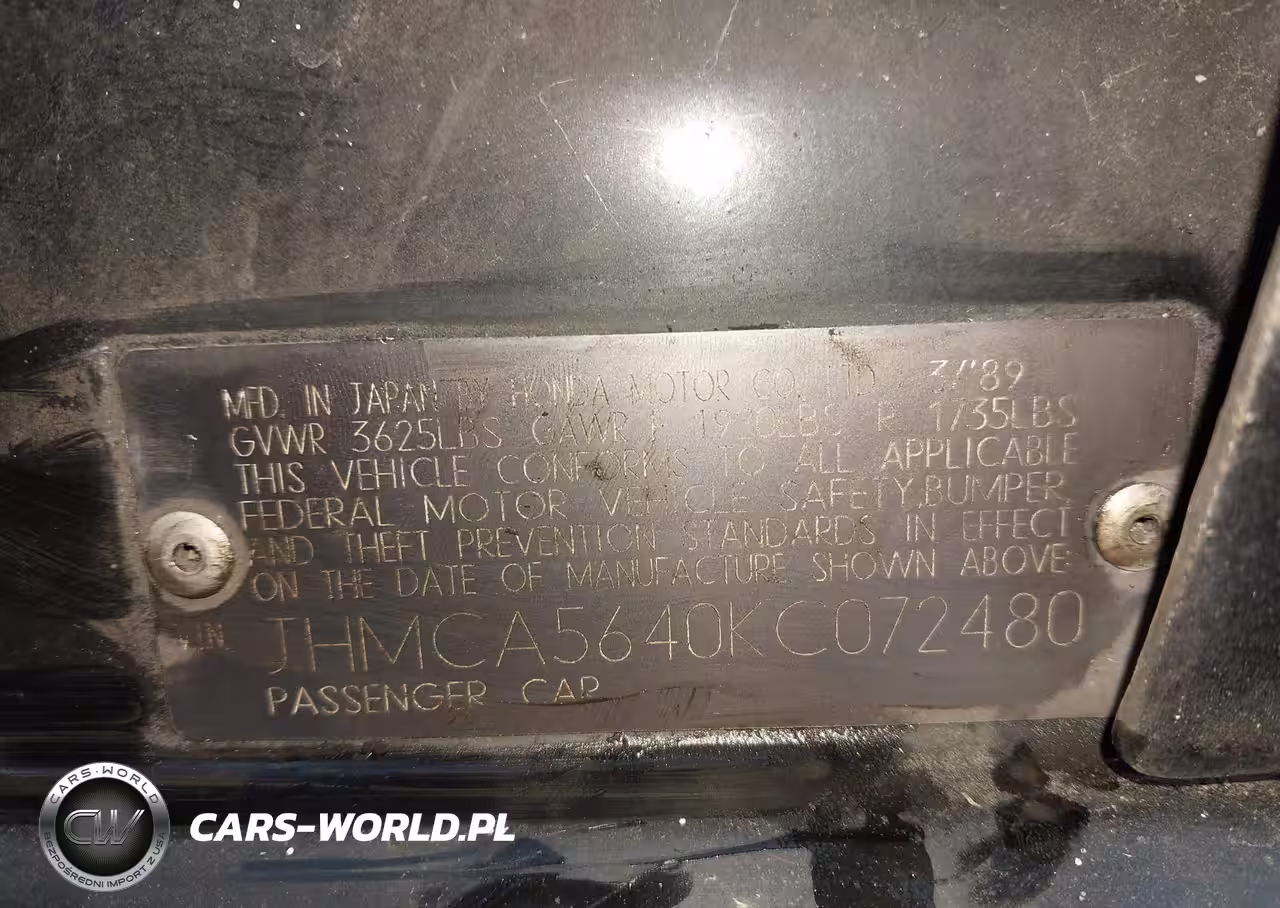 MFD. IN JAPAN BY HONDA MOTOR CO., LTD. 3/'89
GVWR 3625LBS GAWR F 1920LBS R 1735LBS
THIS VEHICLE CONFORMS TO ALL APPLICABLE
FEDERAL MOTOR VEHICLE SAFETY,BUMPER,
AND THEFT PREVENTION STANDARDS IN EFFECT
ON THE DATE OF MANUFACTURE SHOWN ABOVE.
JHMCA5640KC072480
PASSENGER CAR
CARS-WORLD
CW
BEZPOŚREDNI IMPORT Z USA
CARS-WORLD.PL